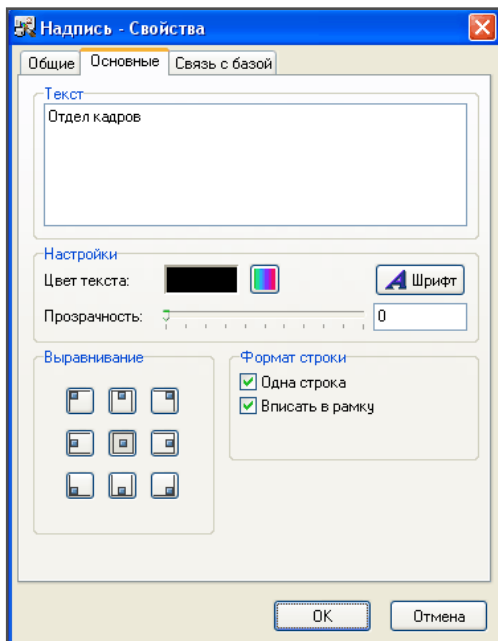 Надпись - Свойства
Общие Основные Связь с базой
Текст
Отдел кадров
Настройки
Цвет текста: Шрифт
Прозрачность: 0
Выравнивание Формат строки
Одна строка
Вписать в рамку
OK Отмена